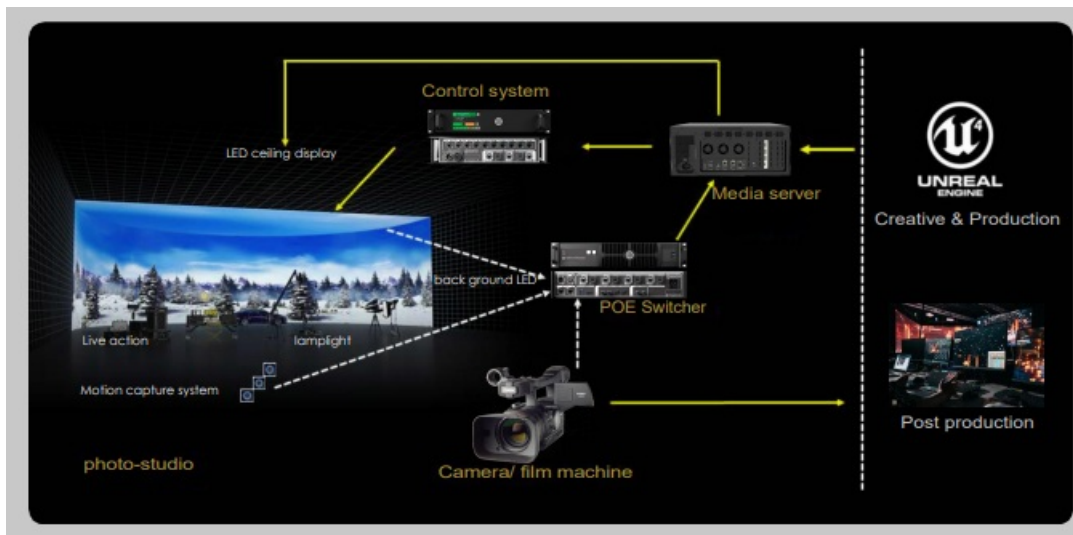 Control system
LED ceiling display
Media server
U 4
UNREAL
ENGINE
Creative & Production
back ground LED
POE Switcher
Live action
lamplight
Motion capture system
Post production
photo-studio
Camera/ film machine